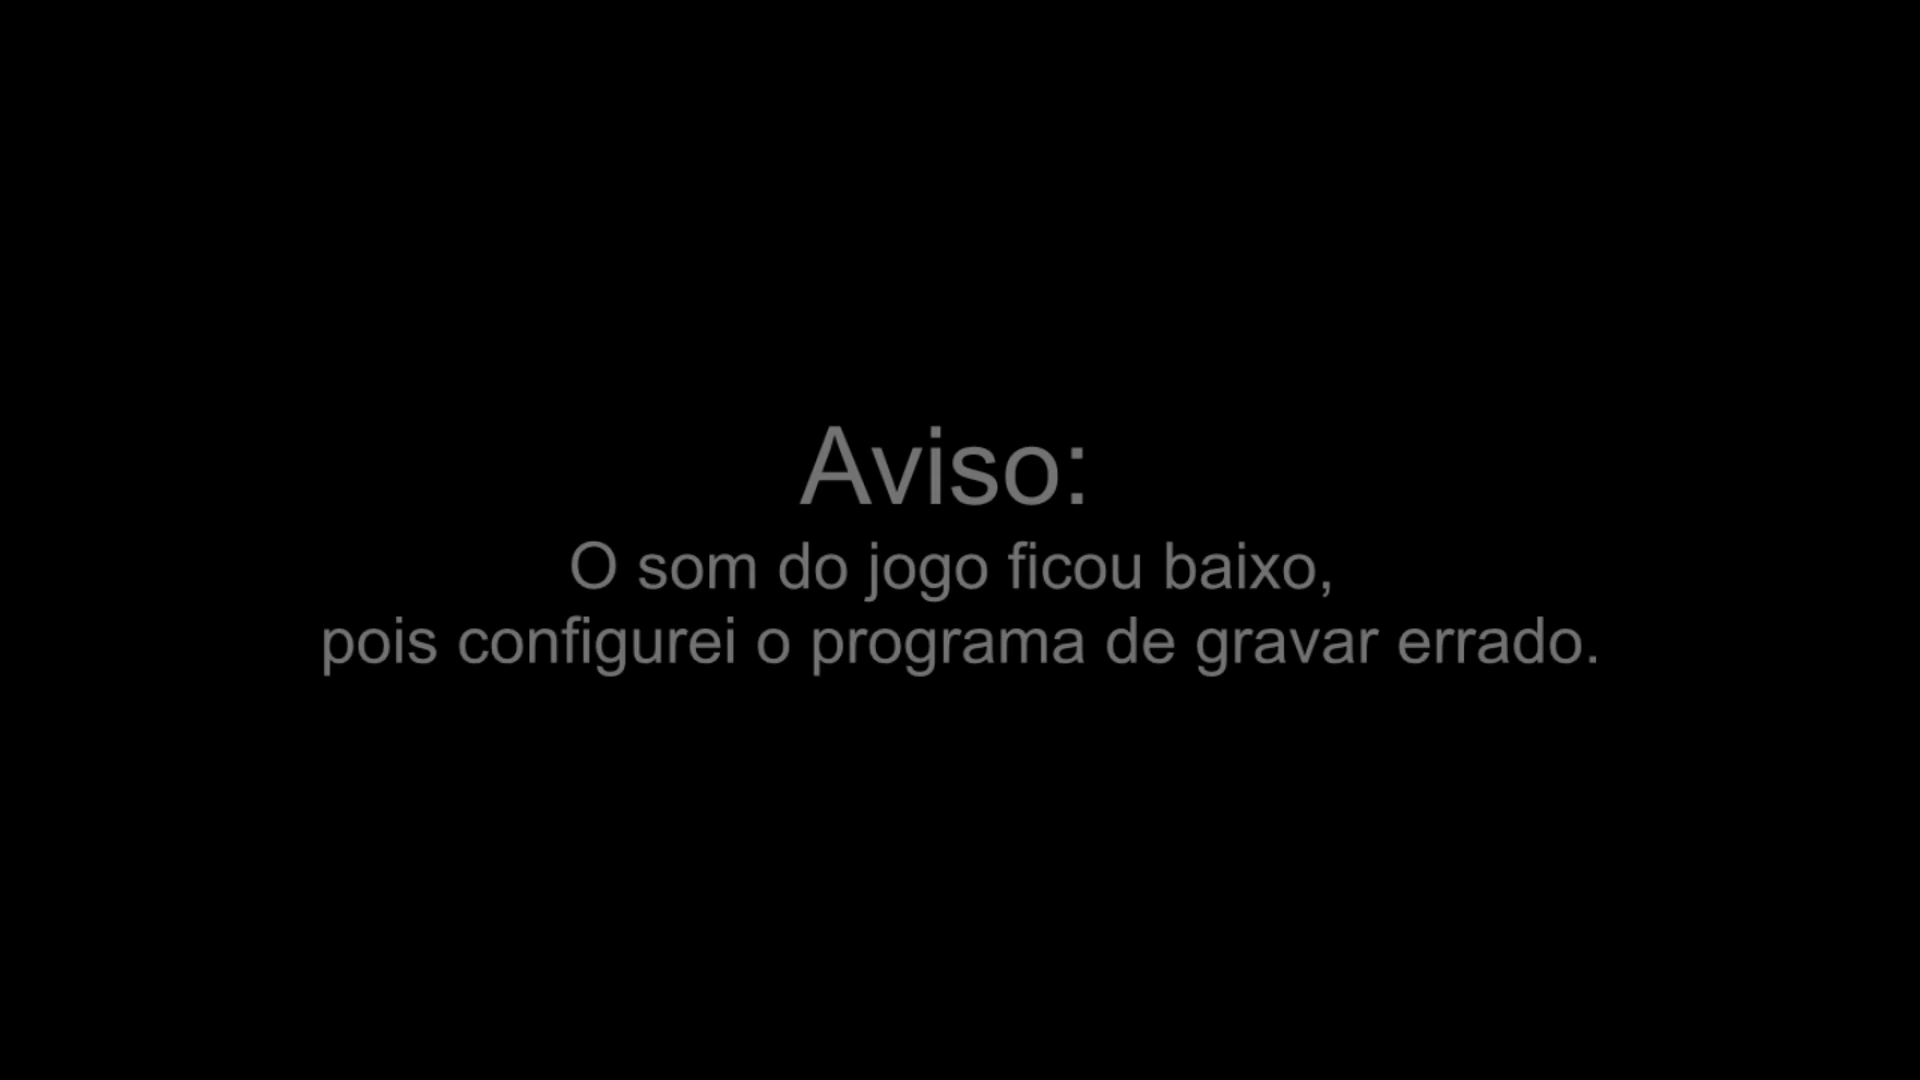 Aviso:
O som do jogo ficou baixo,
pois configurei o programa de gravar errado.